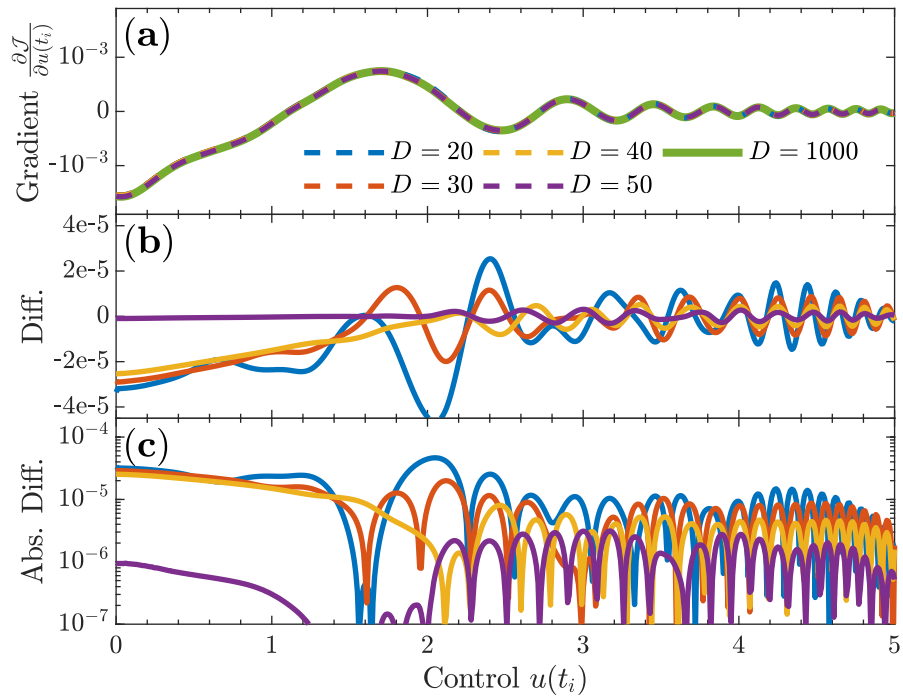 (a)
Gradient ∂𝒥/∂u(t_i)
10^-3
0
-10^-3
D = 20
D = 40
D = 1000
D = 30
D = 50
(b)
Diff.
4e-5
2e-5
0
-2e-5
-4e-5
(c)
Abs. Diff.
10^-4
10^-5
10^-6
10^-7
0 1 2 3 4 5
Control u(t_i)